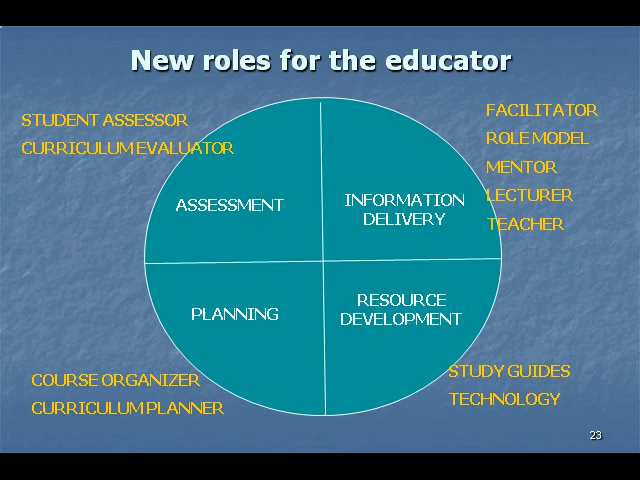 New roles for the educator
STUDENT ASSESSOR
CURRICULUM EVALUATOR
FACILITATOR
ROLE MODEL
MENTOR
LECTURER
TEACHER
ASSESSMENT
INFORMATION
DELIVERY
PLANNING
RESOURCE
DEVELOPMENT
COURSE ORGANIZER
CURRICULUM PLANNER
STUDY GUIDES
TECHNOLOGY
23